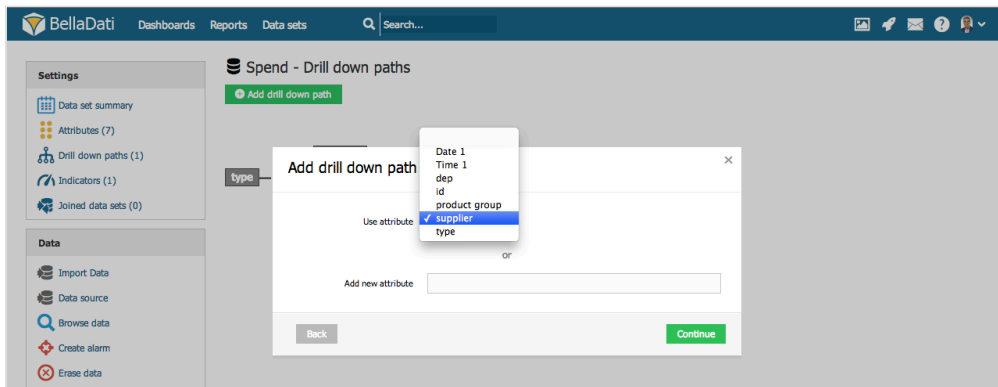 BellaDati Dashboards Reports Data sets Search...
Settings
Data set summary
Attributes (7)
Drill down paths (1)
Indicators (1)
Joined data sets (0)
Data
Import Data
Data source
Browse data
Create alarm
Erase data
Spend - Drill down paths
Add drill down path
type
Add drill down path
Date 1
Time 1
dep
id
product group
Use attribute ✓ supplier
type
or
Add new attribute
Back Continue